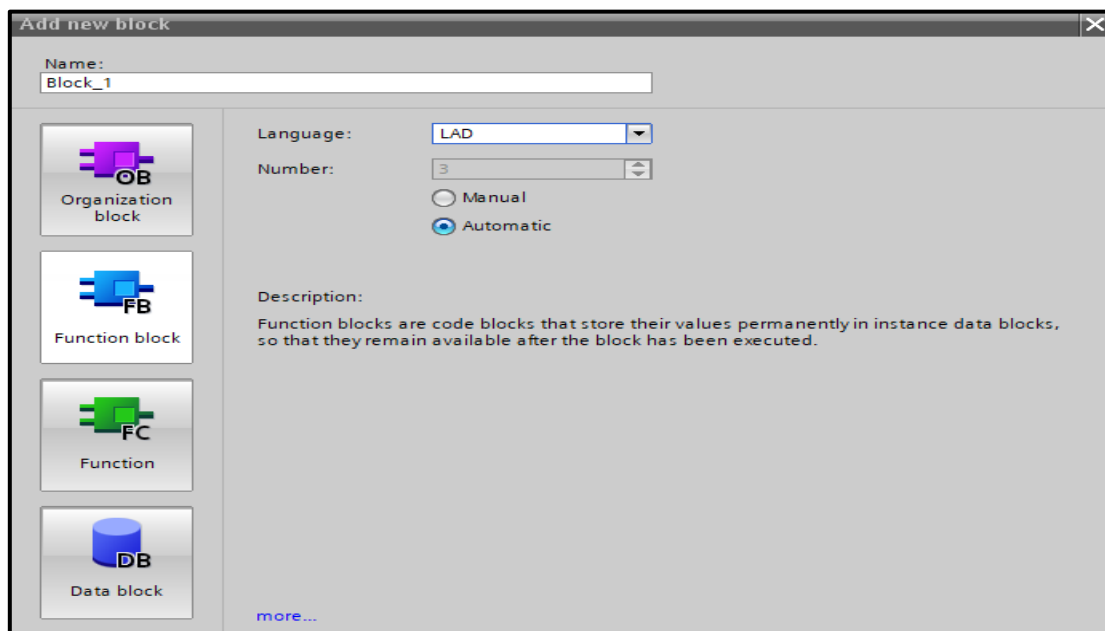 Add new block
Name:
Block_1
OB
Organization
block
FB
Function block
FC
Function
DB
Data block
Language:
LAD
Number:
3
Manual
Automatic
Description:
Function blocks are code blocks that store their values permanently in instance data blocks,
so that they remain available after the block has been executed.
more...